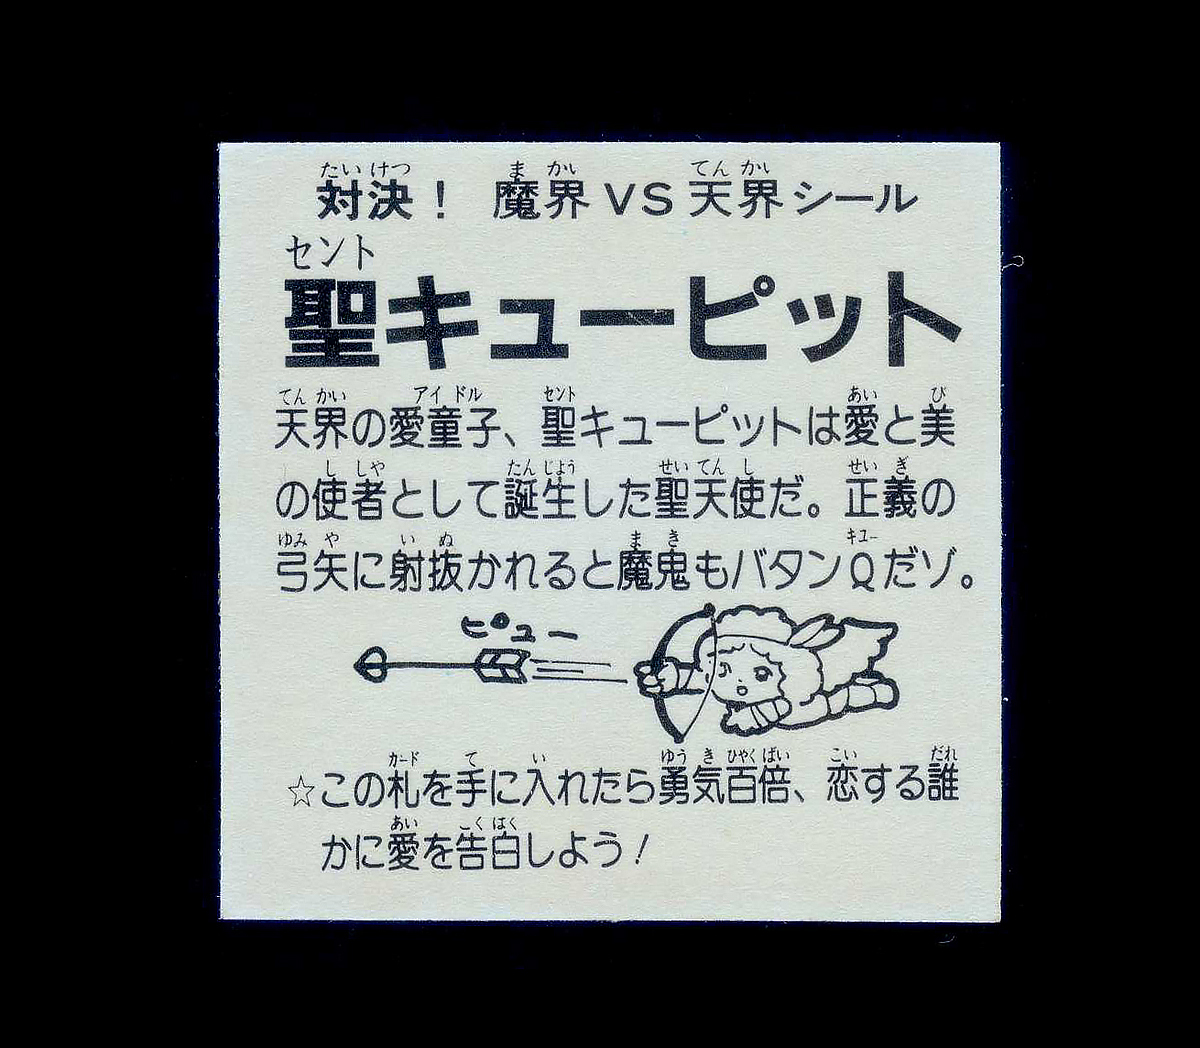 対決！ 魔界VS天界シール
聖キューピット
天界の愛童子、聖キューピットは愛と美
の使者として誕生した聖天使だ。正義の
弓矢に射抜かれると魔鬼もバタンQだゾ。
ピュー
☆この札を手に入れたら勇気百倍、恋する誰
かに愛を告白しよう！